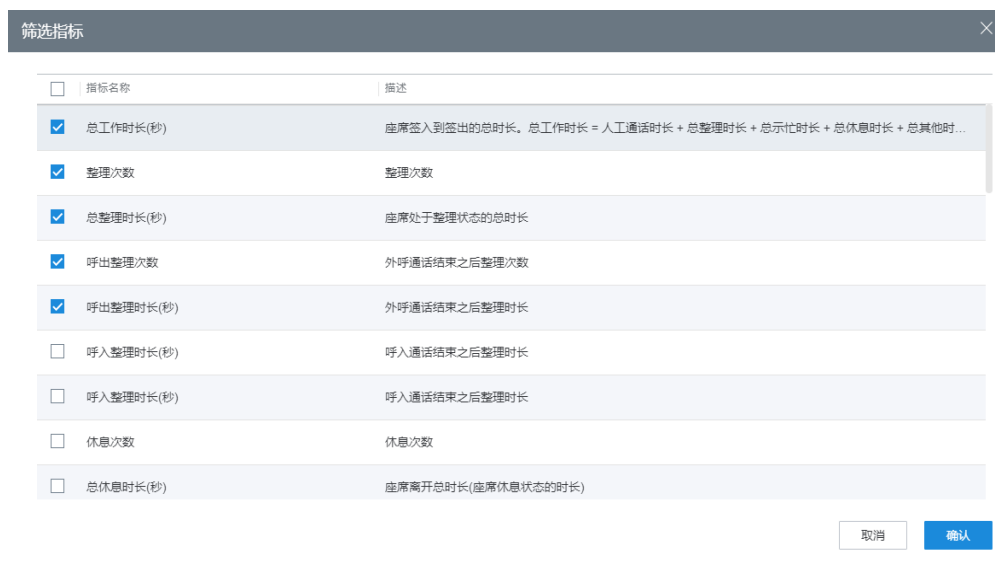 筛选指标
指标名称 描述
总工作时长(秒) 座席签入到签出的总时长。总工作时长 = 人工通话时长 + 总整理时长 + 总示忙时长 + 总休息时长 + 总其他时...
整理次数 整理次数
总整理时长(秒) 座席处于整理状态的总时长
呼出整理次数 外呼通话结束之后整理次数
呼出整理时长(秒) 外呼通话结束之后整理时长
呼入整理时长(秒) 呼入通话结束之后整理时长
呼入整理时长(秒) 呼入通话结束之后整理时长
休息次数 休息次数
总休息时长(秒) 座席离开总时长(座席休息状态的时长)
取消 确认